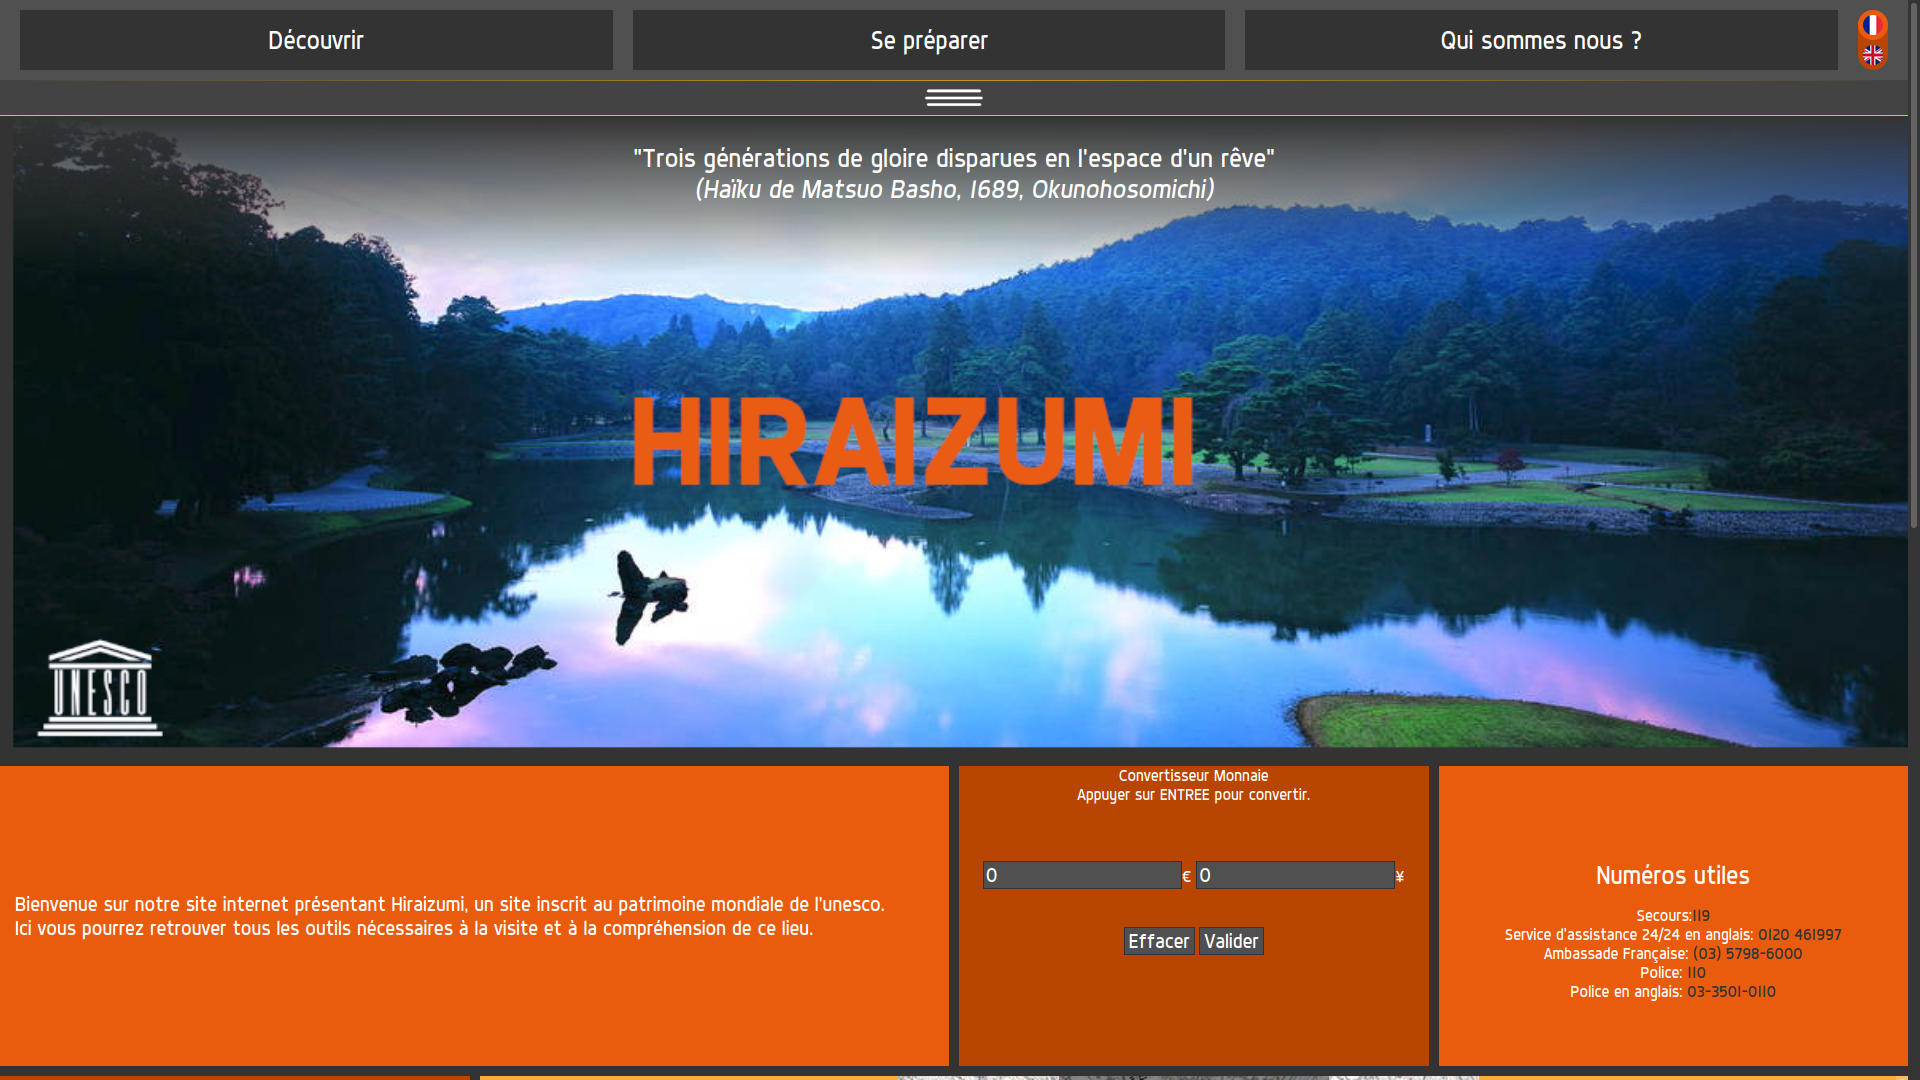 Découvrir
Se préparer
Qui sommes nous ?
"Trois générations de gloire disparues en l'espace d'un rêve"
(Haïku de Matsuo Basho, 1689, Okunohosomichi)
HIRAIZUMI
UNESCO
Bienvenue sur notre site internet présentant Hiraizumi, un site inscrit au patrimoine mondiale de l'unesco.
Ici vous pourrez retrouver tous les outils nécessaires à la visite et à la compréhension de ce lieu.
Convertisseur Monnaie
Appuyer sur ENTREE pour convertir.
0 € 0 ¥
Effacer Valider
Numéros utiles
Secours:119
Service d'assistance 24/24 en anglais: 0120 461997
Ambassade Française: (03) 5798-6000
Police: 110
Police en anglais: 03-3501-0110